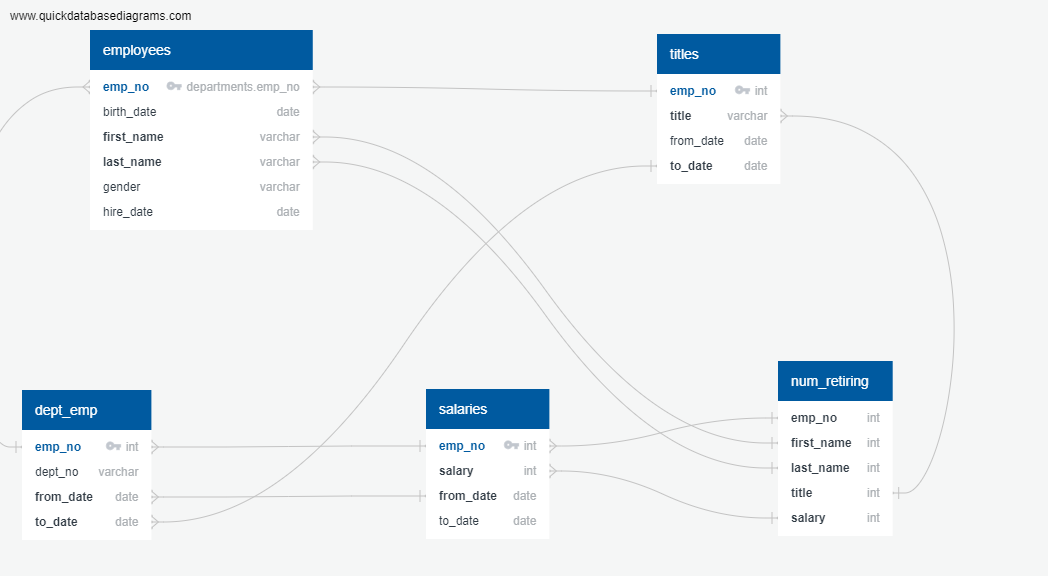 www.quickdatabasediagrams.com
employees
emp_no departments.emp_no
birth_date date
first_name varchar
last_name varchar
gender varchar
hire_date date
titles
emp_no int
title varchar
from_date date
to_date date
dept_emp
emp_no int
dept_no varchar
from_date date
to_date date
salaries
emp_no int
salary int
from_date date
to_date date
num_retiring
emp_no int
first_name int
last_name int
title int
salary int